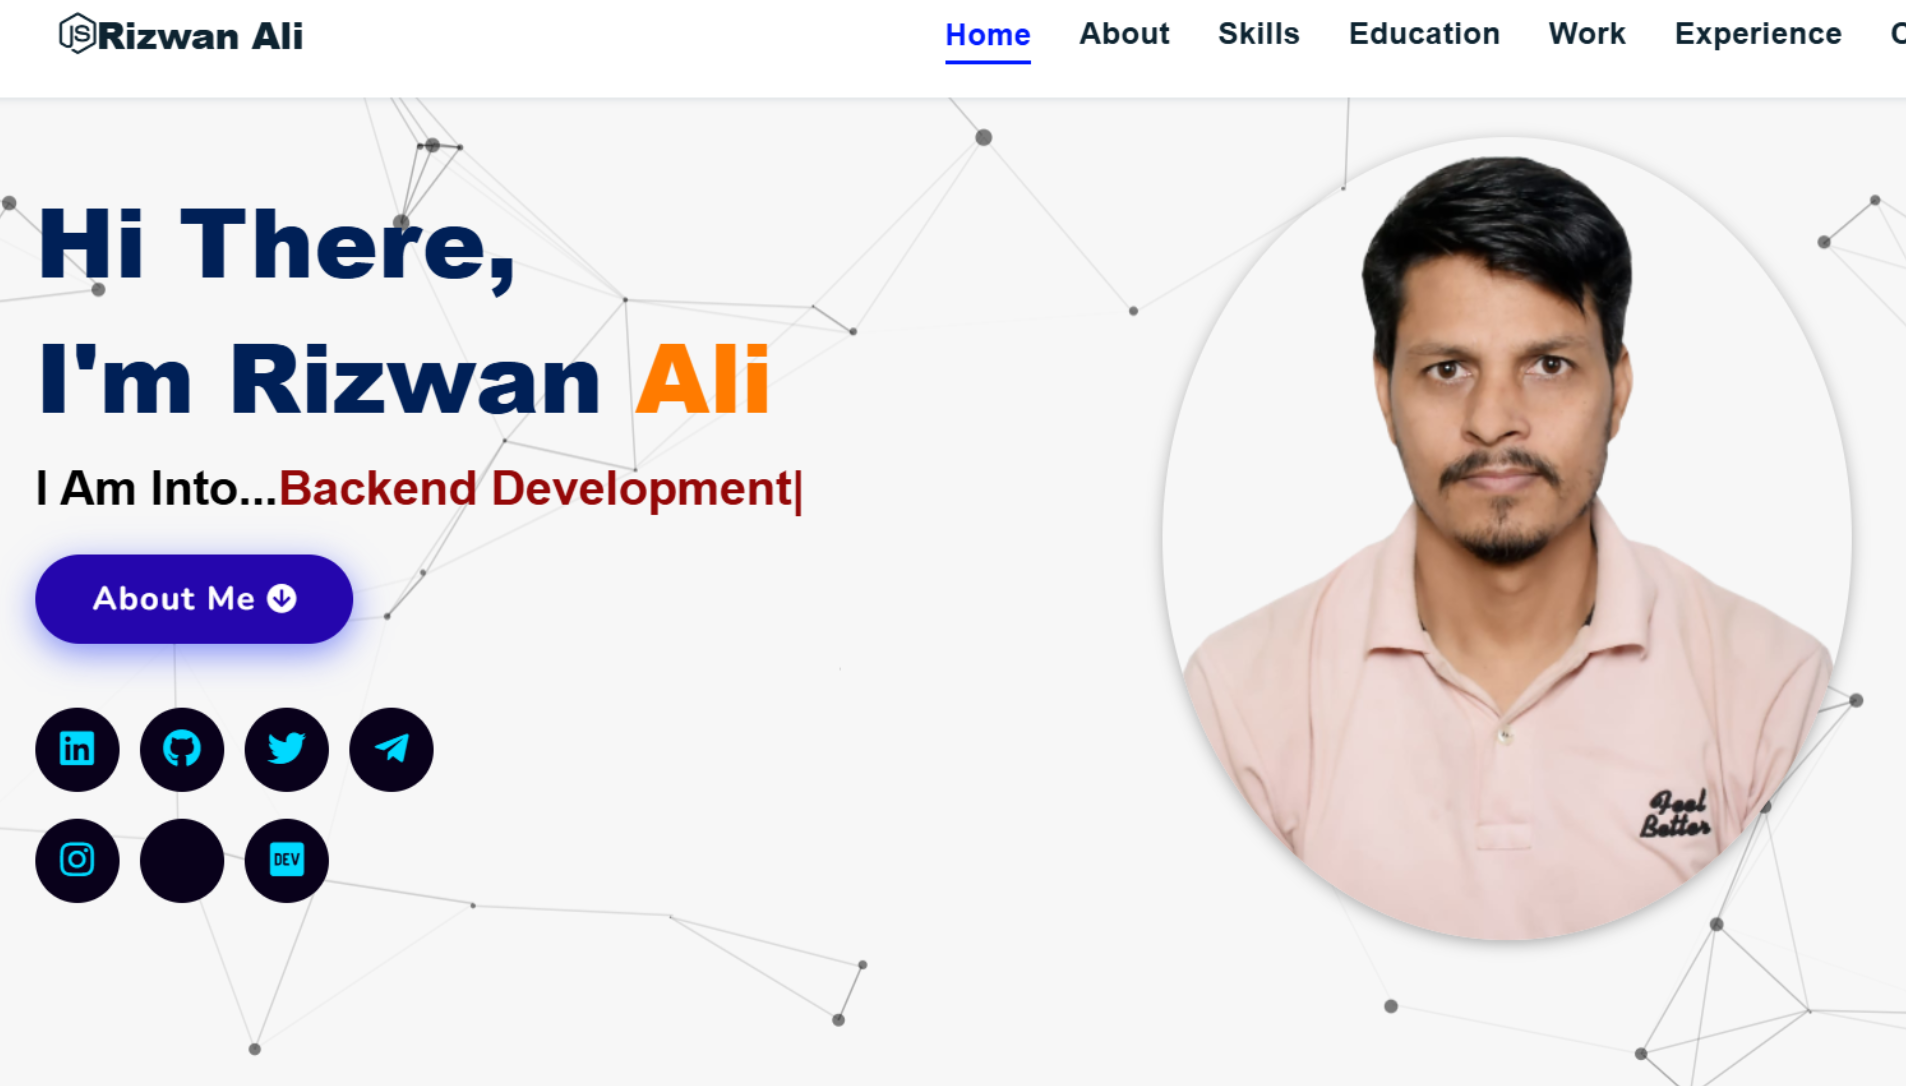 JS Rizwan Ali
Home About Skills Education Work Experience
Hi There,
I'm Rizwan Ali
I Am Into...Backend Development|
About Me
in
DEV
Feel
Better